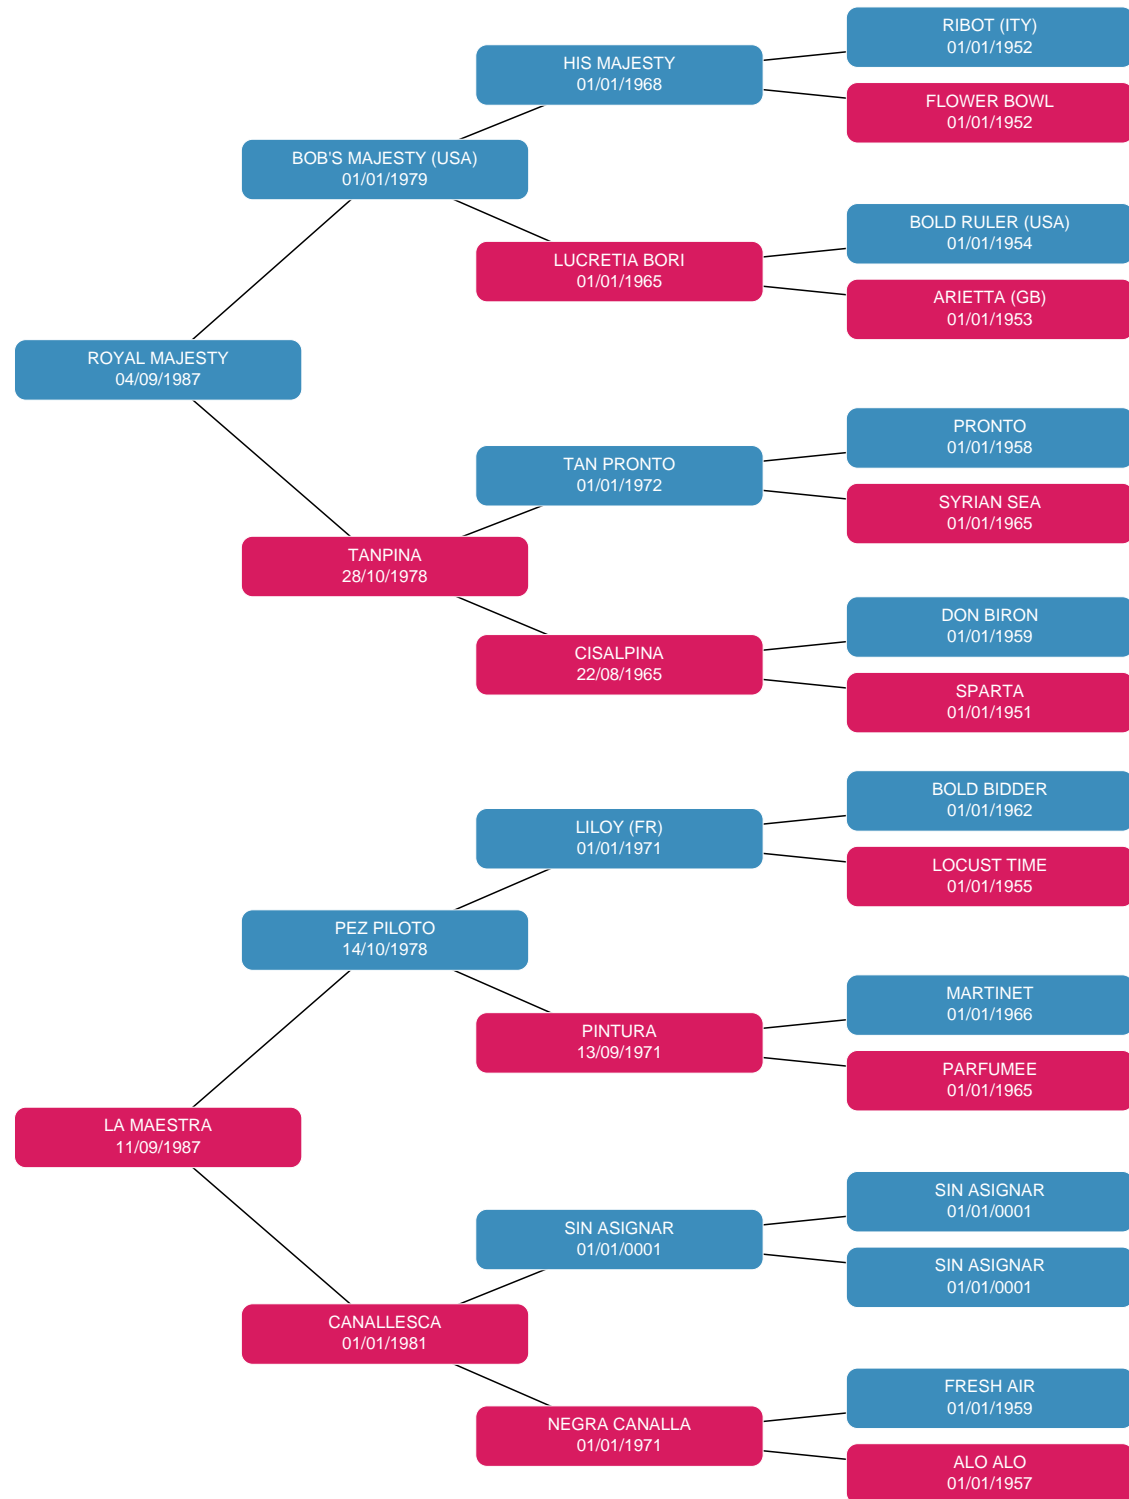 RIBOT (ITY)
01/01/1952
HIS MAJESTY
01/01/1968
FLOWER BOWL
01/01/1952
BOB'S MAJESTY (USA)
01/01/1979
BOLD RULER (USA)
01/01/1954
LUCRETIA BORI
01/01/1965
ARIETTA (GB)
01/01/1953
ROYAL MAJESTY
04/09/1987
PRONTO
01/01/1958
TAN PRONTO
01/01/1972
SYRIAN SEA
01/01/1965
TANPINA
28/10/1978
DON BIRON
01/01/1959
CISALPINA
22/08/1965
SPARTA
01/01/1951
BOLD BIDDER
01/01/1962
LILOY (FR)
01/01/1971
LOCUST TIME
01/01/1955
PEZ PILOTO
14/10/1978
MARTINET
01/01/1966
PINTURA
13/09/1971
PARFUMEE
01/01/1965
LA MAESTRA
11/09/1987
SIN ASIGNAR
01/01/0001
SIN ASIGNAR
01/01/0001
SIN ASIGNAR
01/01/0001
CANALLESCA
01/01/1981
FRESH AIR
01/01/1959
NEGRA CANALLA
01/01/1971
ALO ALO
01/01/1957